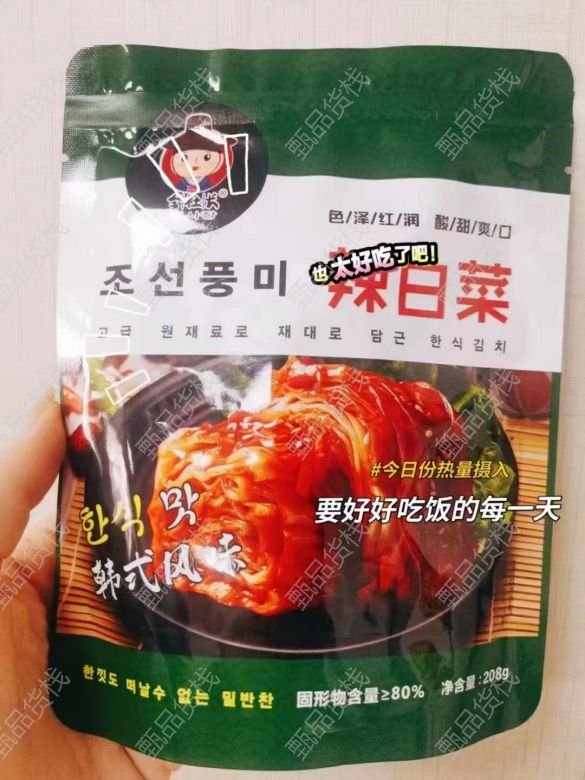 色/泽/红/润 酸/甜/爽/口
조선풍미 辣白菜
也太好吃了吧!
고급 원재료로 재대로 담근 한식김치
#今日份热量摄入
要好好吃饭的每一天
한식 맛
韩式风味
한낏도 떠날수 없는 밑반찬
固形物含量≥80% 净含量:208g
甄品货栈